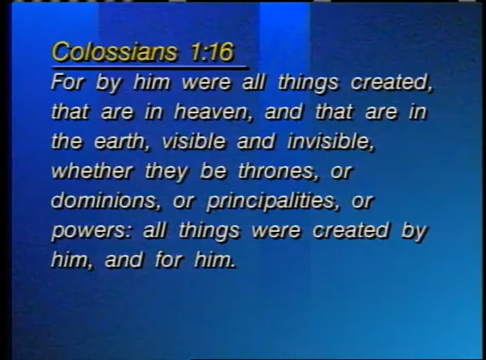 Colossians 1:16
For by him were all things created,
that are in heaven, and that are in
the earth, visible and invisible,
whether they be thrones, or
dominions, or principalities, or
powers: all things were created by
him, and for him.